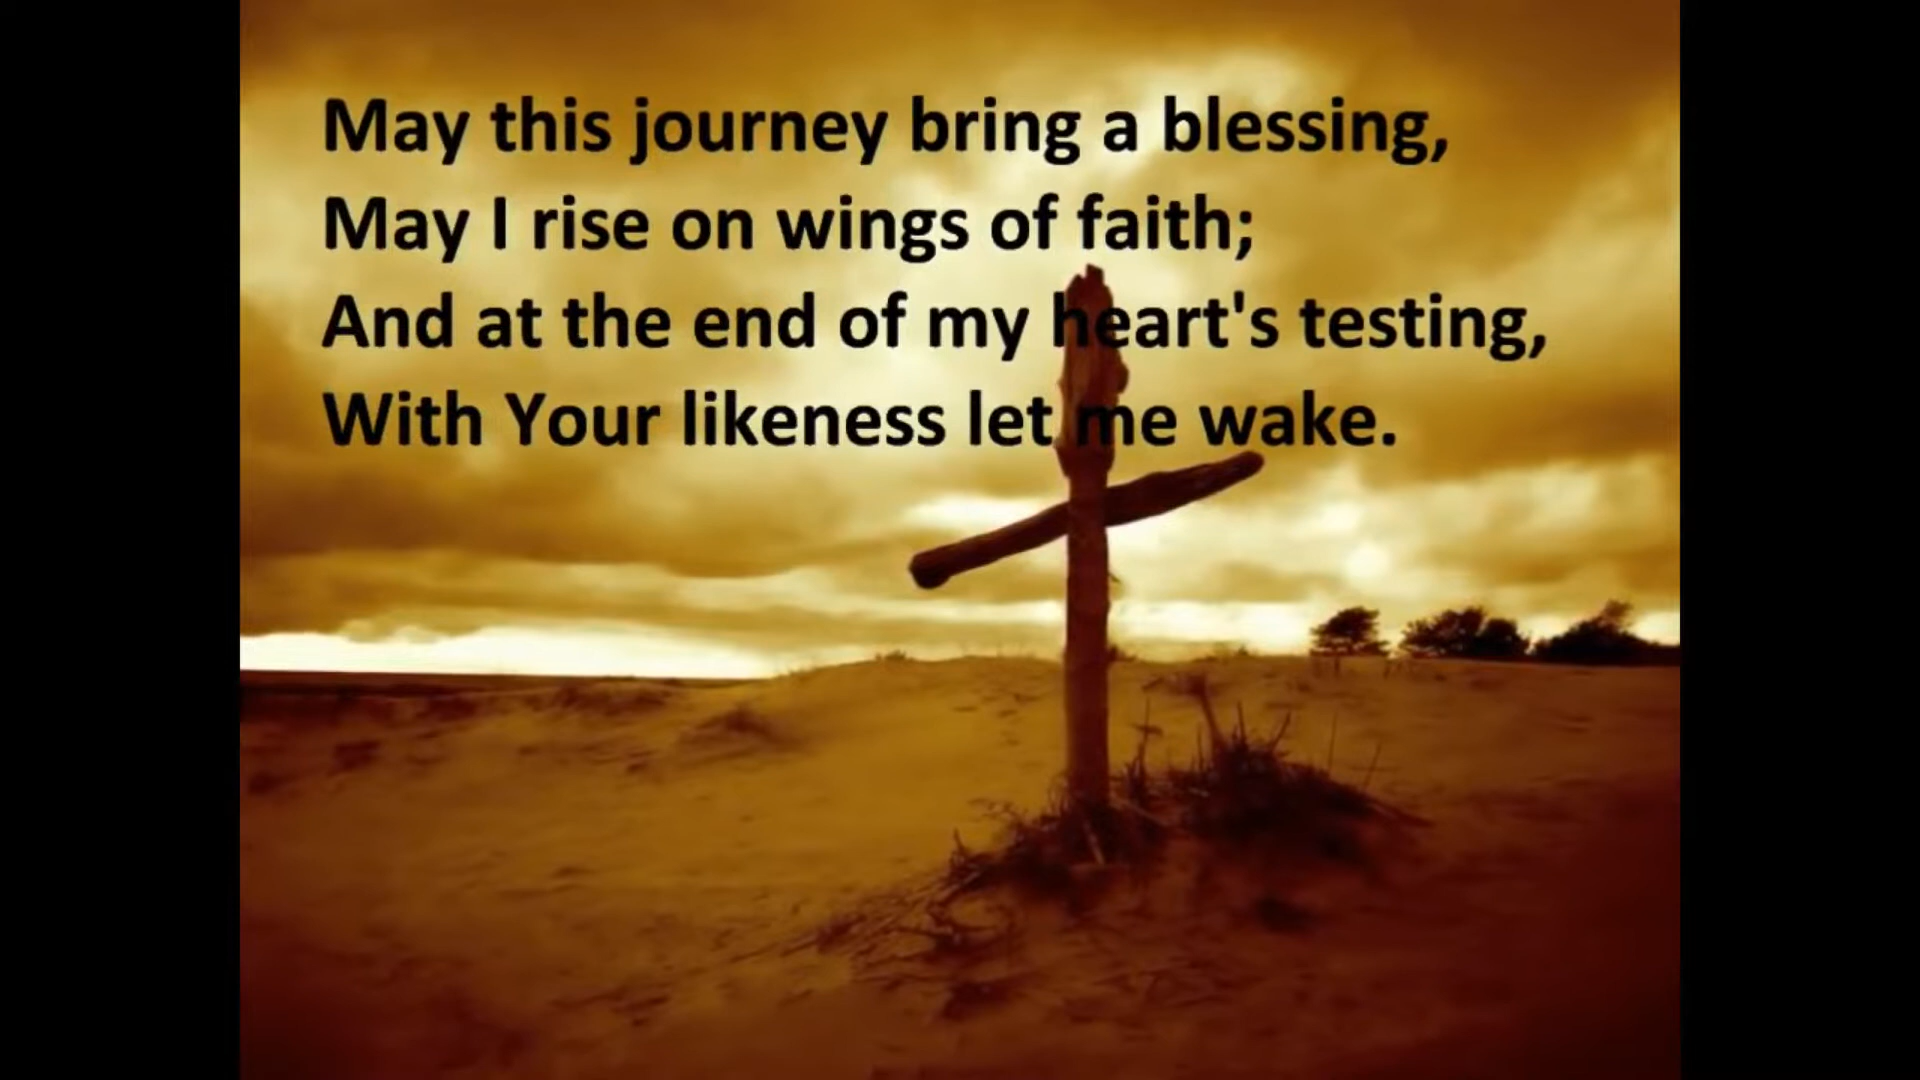 May this journey bring a blessing,
May I rise on wings of faith;
And at the end of my heart's testing,
With Your likeness let me wake.